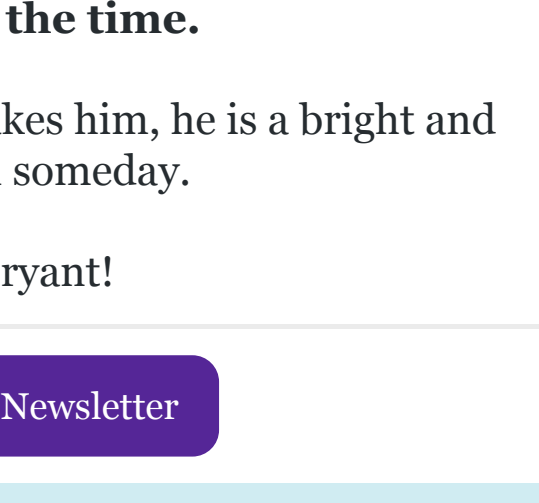 the time.
kes him, he is a bright and
someday.
ryant!
Newsletter